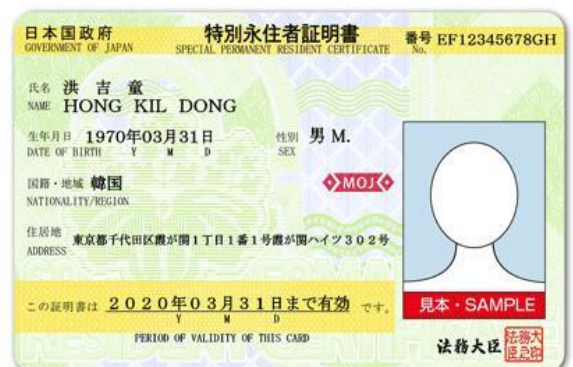 日本国政府 特別永住者証明書 番号 EF12345678GH
GOVERNMENT OF JAPAN SPECIAL PERMANENT RESIDENT CERTIFICATE No.
氏名 洪 吉 童
NAME HONG KIL DONG
生年月日 1970年03月31日 性別 男 M.
DATE OF BIRTH Y M D SEX
国籍・地域 韓国
NATIONALITY/REGION
MOJ
住居地 東京都千代田区霞が関1丁目1番1号霞が関ハイツ302号
ADDRESS
この証明書は 2020年03月31日まで有効 です。
Y M D
PERIOD OF VALIDITY OF THIS CARD
見本・SAMPLE
法務大臣